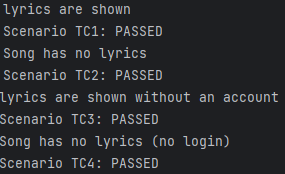 lyrics are shown
Scenario TC1: PASSED
Song has no lyrics
Scenario TC2: PASSED
lyrics are shown without an account
Scenario TC3: PASSED
Song has no lyrics (no login)
Scenario TC4: PASSED